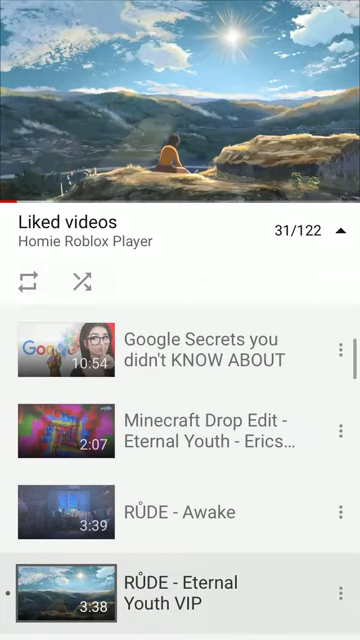 Liked videos
Homie Roblox Player
31/122
Google Secrets you
didn't KNOW ABOUT
10:54
Minecraft Drop Edit -
Eternal Youth - Erics...
2:07
RŮDE - Awake
3:39
RŮDE - Eternal
Youth VIP
3:38